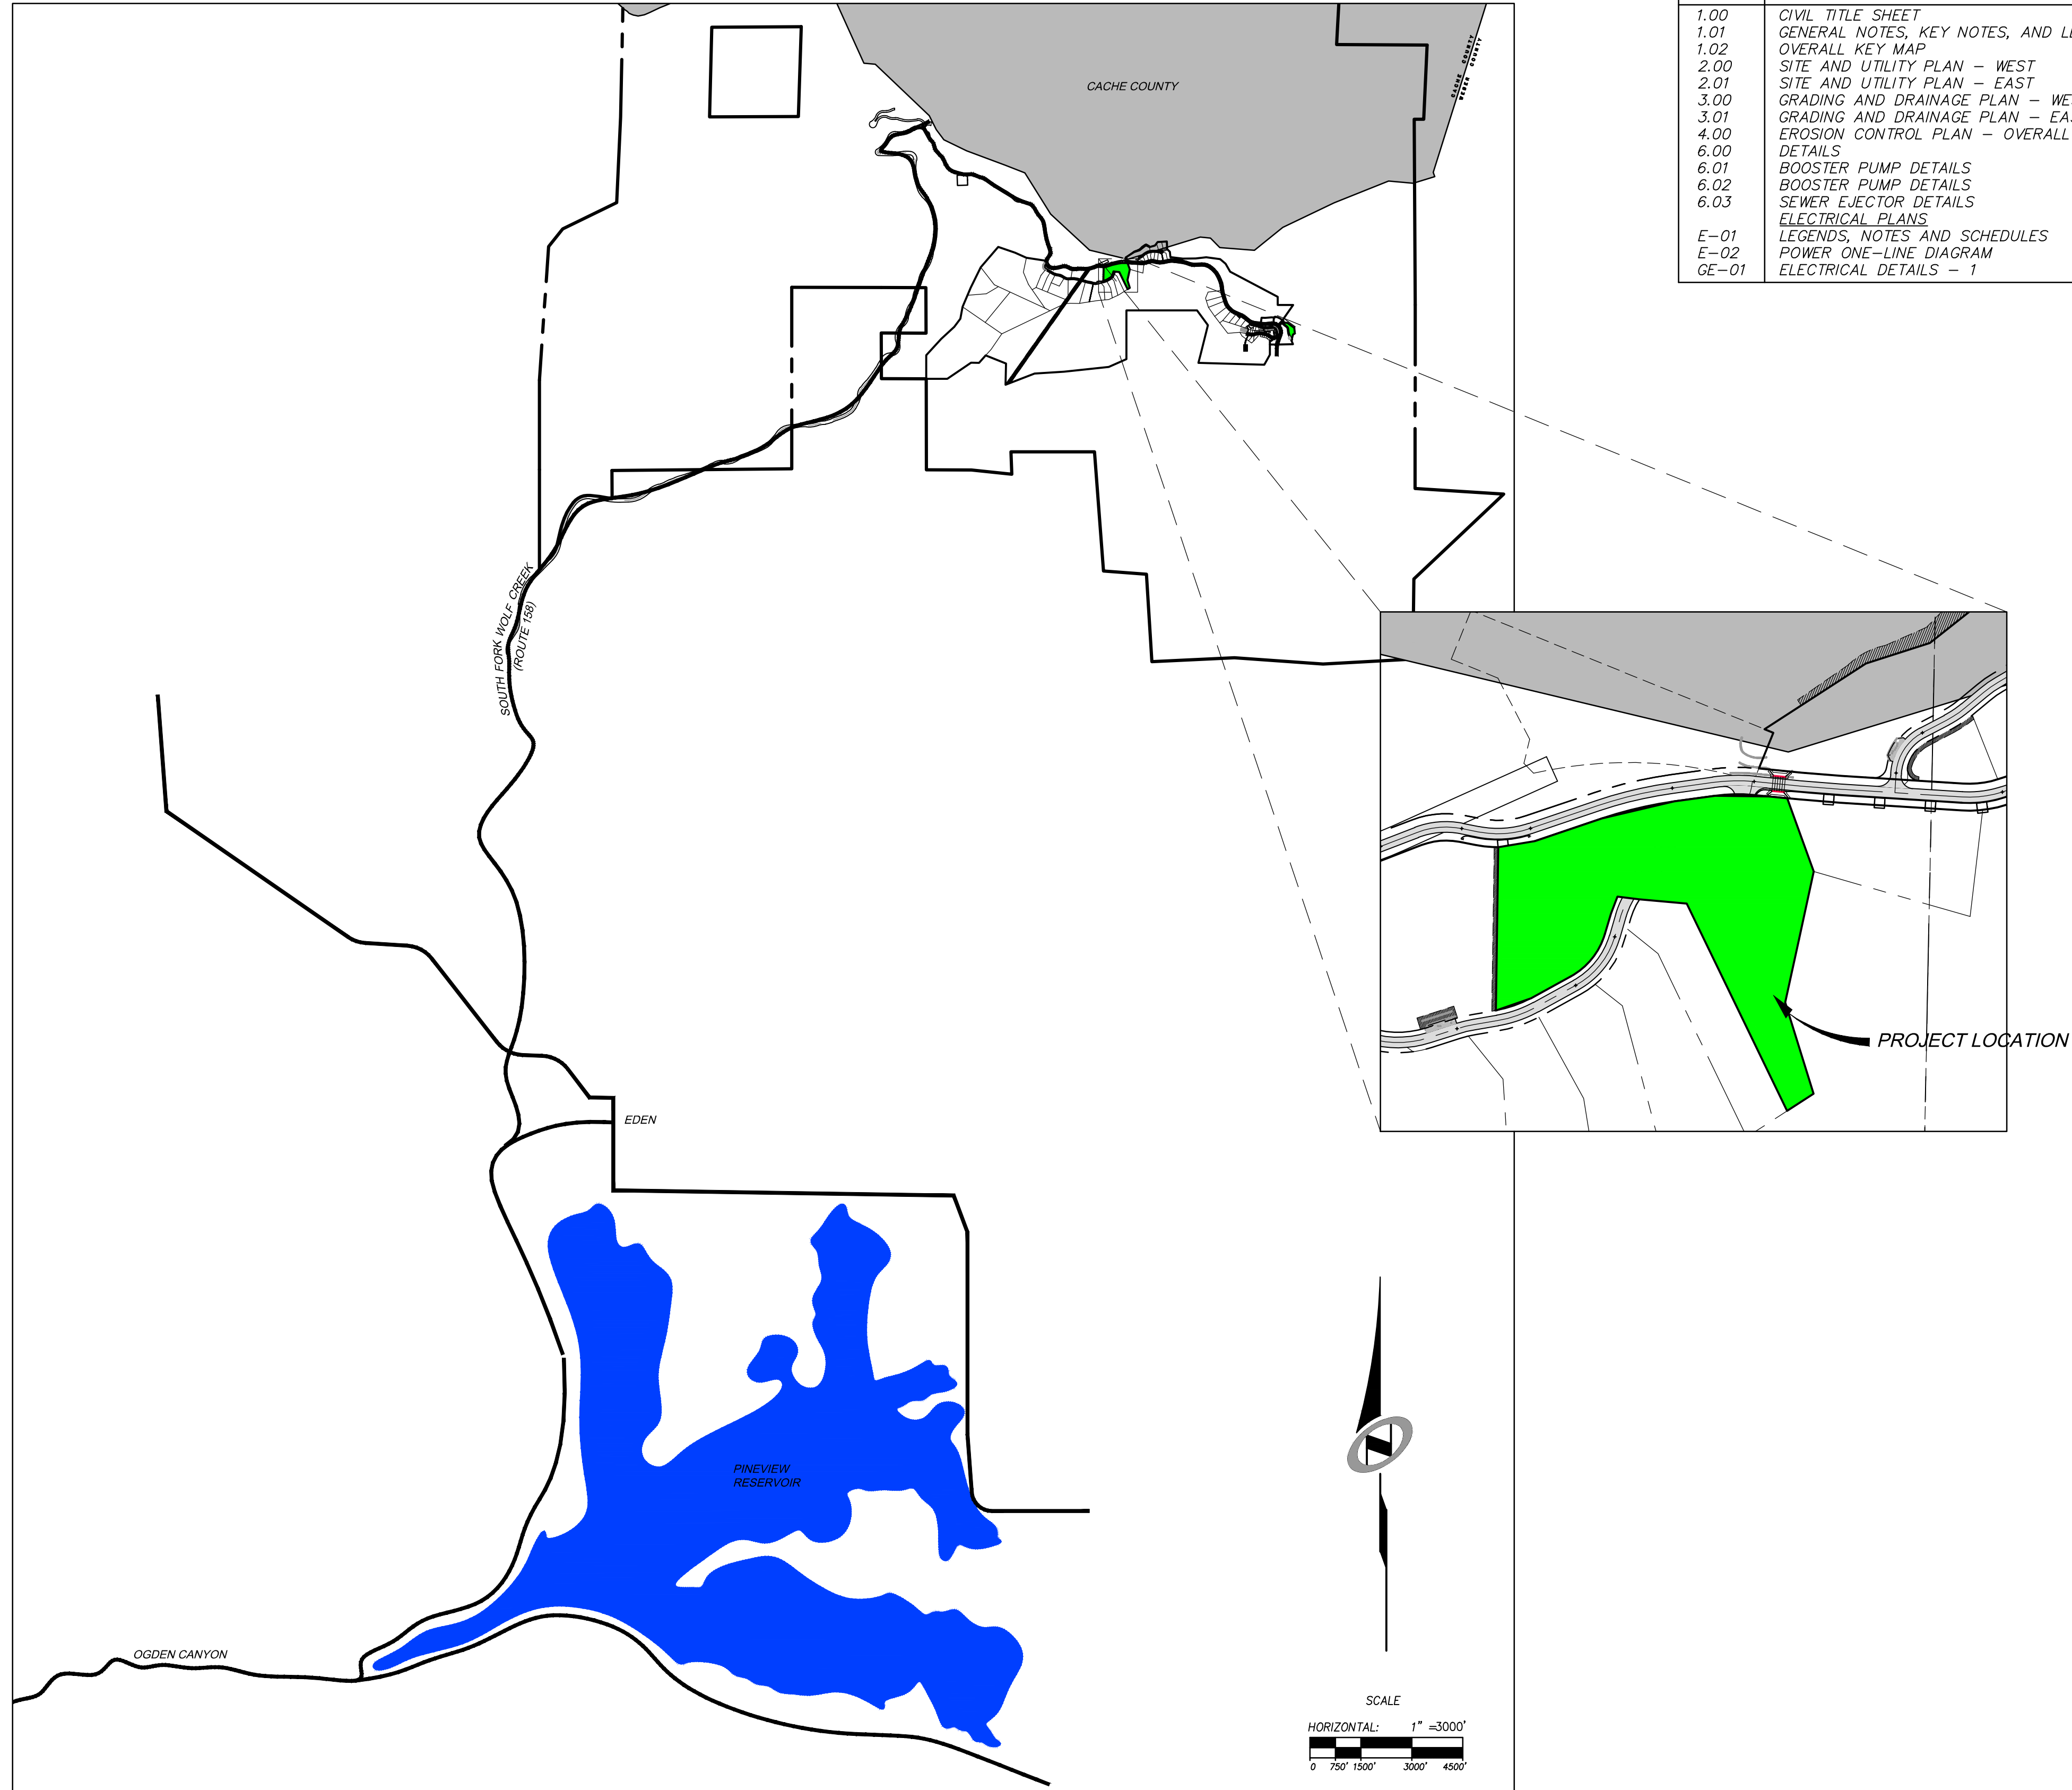 1.00 CIVIL TITLE SHEET
1.01 GENERAL NOTES, KEY NOTES, AND
1.02 OVERALL KEY MAP
2.00 SITE AND UTILITY PLAN – WEST
2.01 SITE AND UTILITY PLAN – EAST
3.00 GRADING AND DRAINAGE PLAN –
3.01 GRADING AND DRAINAGE PLAN –
4.00 EROSION CONTROL PLAN – OVERALL
6.00 DETAILS
6.01 BOOSTER PUMP DETAILS
6.02 BOOSTER PUMP DETAILS
6.03 SEWER EJECTOR DETAILS
ELECTRICAL PLANS
E-01 LEGENDS, NOTES AND SCHEDULES
E-02 POWER ONE-LINE DIAGRAM
GE-01 ELECTRICAL DETAILS – 1
CACHE COUNTY
CACHE COUNTY
WEBER COUNTY
SOUTH FORK WOLF CREEK
(ROUTE 158)
PROJECT LOCATION
EDEN
PINEVIEW
RESERVOIR
OGDEN CANYON
N
SCALE
HORIZONTAL: 1" =3000'
0 750' 1500' 3000' 4500'